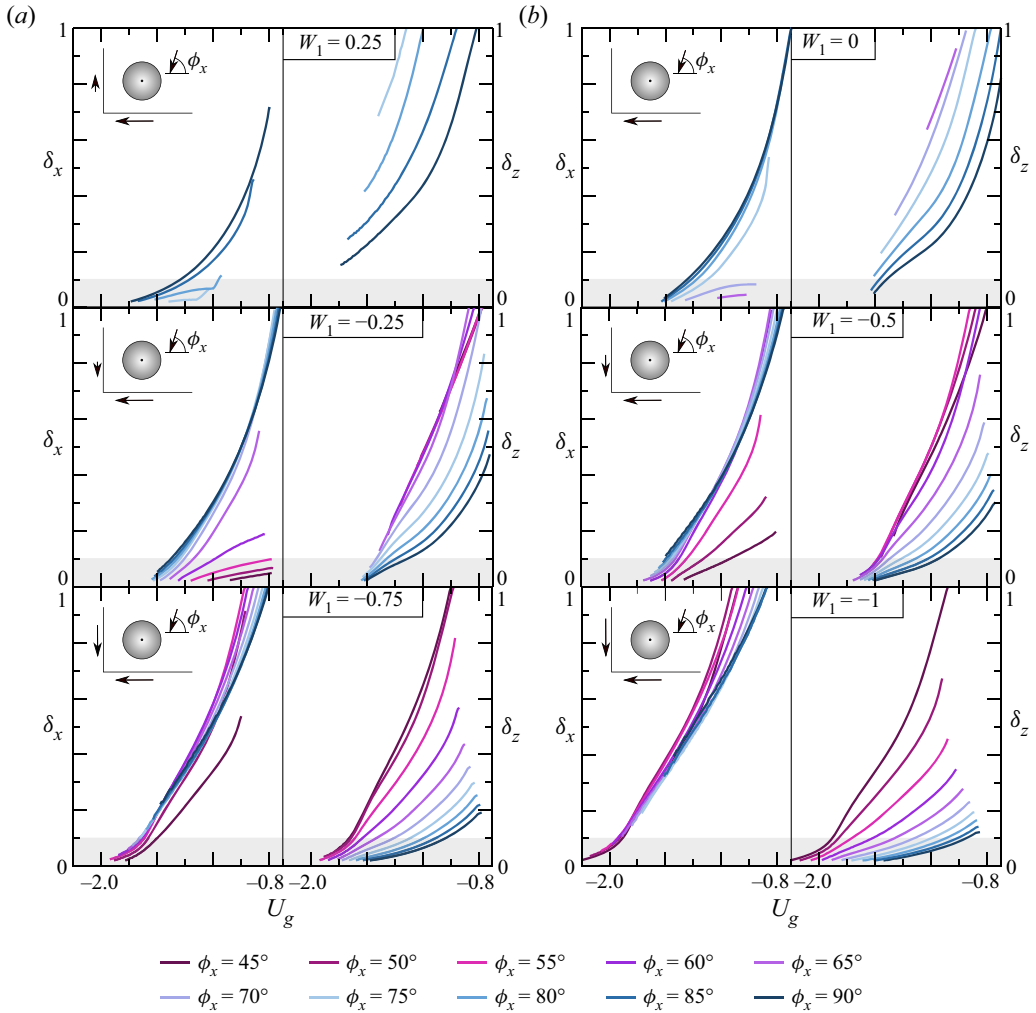 (a) (b)
1 W₁ = 0.25 1 1 W₁ = 0 1
ϕx ϕx
δx δz δx δz
0 0 0 0
1 W₁ = −0.25 1 1 W₁ = −0.5 1
ϕx ϕx
δx δz δx δz
0 0 0 0
1 W₁ = −0.75 1 1 W₁ = −1 1
ϕx ϕx
δx δz δx δz
0 0 0 0
−2.0 −0.8 −2.0 −0.8 −2.0 −0.8 −2.0 −0.8
Ug Ug
ϕx = 45° ϕx = 50° ϕx = 55° ϕx = 60° ϕx = 65°
ϕx = 70° ϕx = 75° ϕx = 80° ϕx = 85° ϕx = 90°